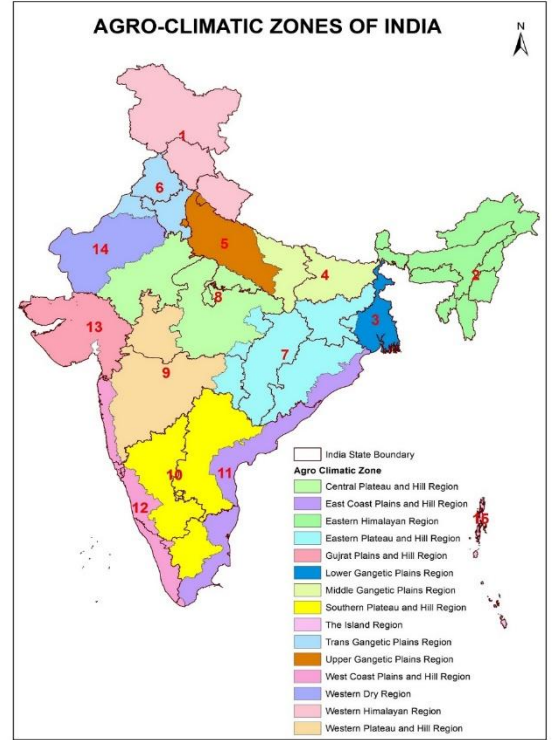 AGRO-CLIMATIC ZONES OF INDIA
N
1
6
14
5
4
2
8
3
13
7
9
10
11
12
15
India State Boundary
Agro Climatic Zone
Central Plateau and Hill Region
East Coast Plains and Hill Region
Eastern Himalayan Region
Eastern Plateau and Hill Region
Gujrat Plains and Hill Region
Lower Gangetic Plains Region
Middle Gangetic Plains Region
Southern Plateau and Hill Region
The Island Region
Trans Gangetic Plains Region
Upper Gangetic Plains Region
West Coast Plains and Hill Region
Western Dry Region
Western Himalayan Region
Western Plateau and Hill Region